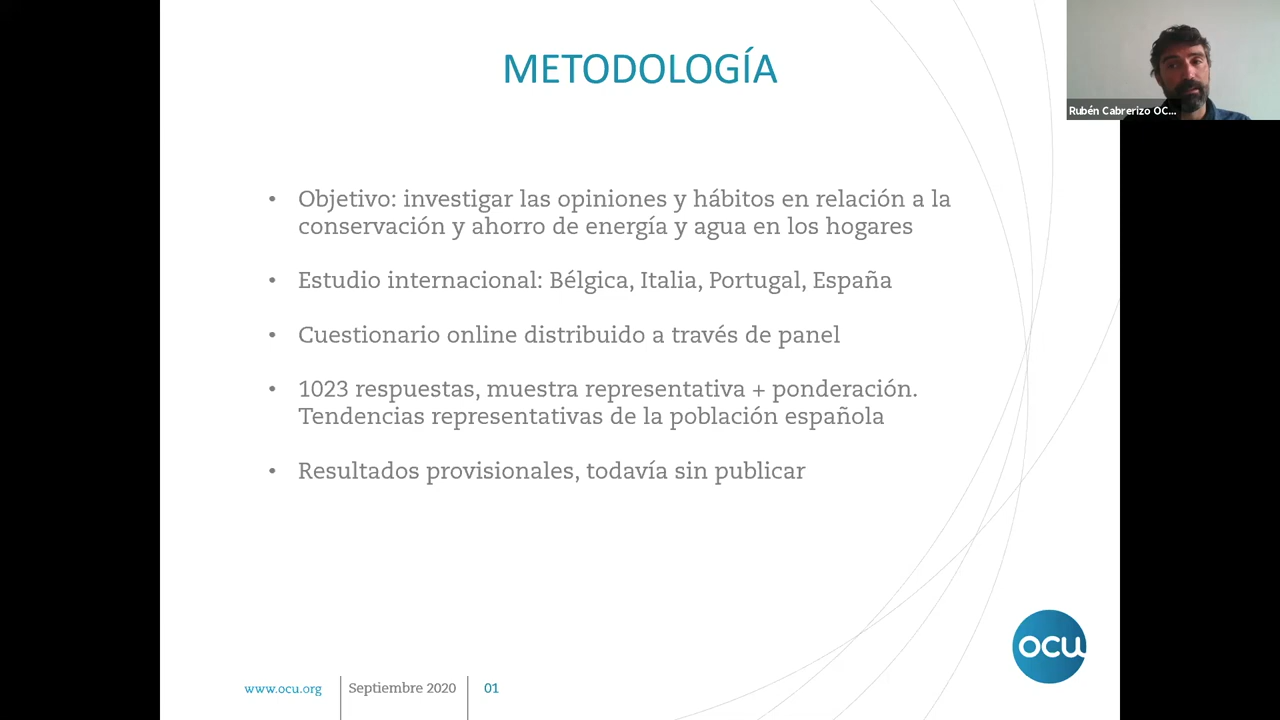 METODOLOGÍA
Rubén Cabrerizo OC...
• Objetivo: investigar las opiniones y hábitos en relación a la
conservación y ahorro de energía y agua en los hogares
• Estudio internacional: Bélgica, Italia, Portugal, España
• Cuestionario online distribuido a través de panel
• 1023 respuestas, muestra representativa + ponderación.
Tendencias representativas de la población española
• Resultados provisionales, todavía sin publicar
ocu
www.ocu.org Septiembre 2020 01